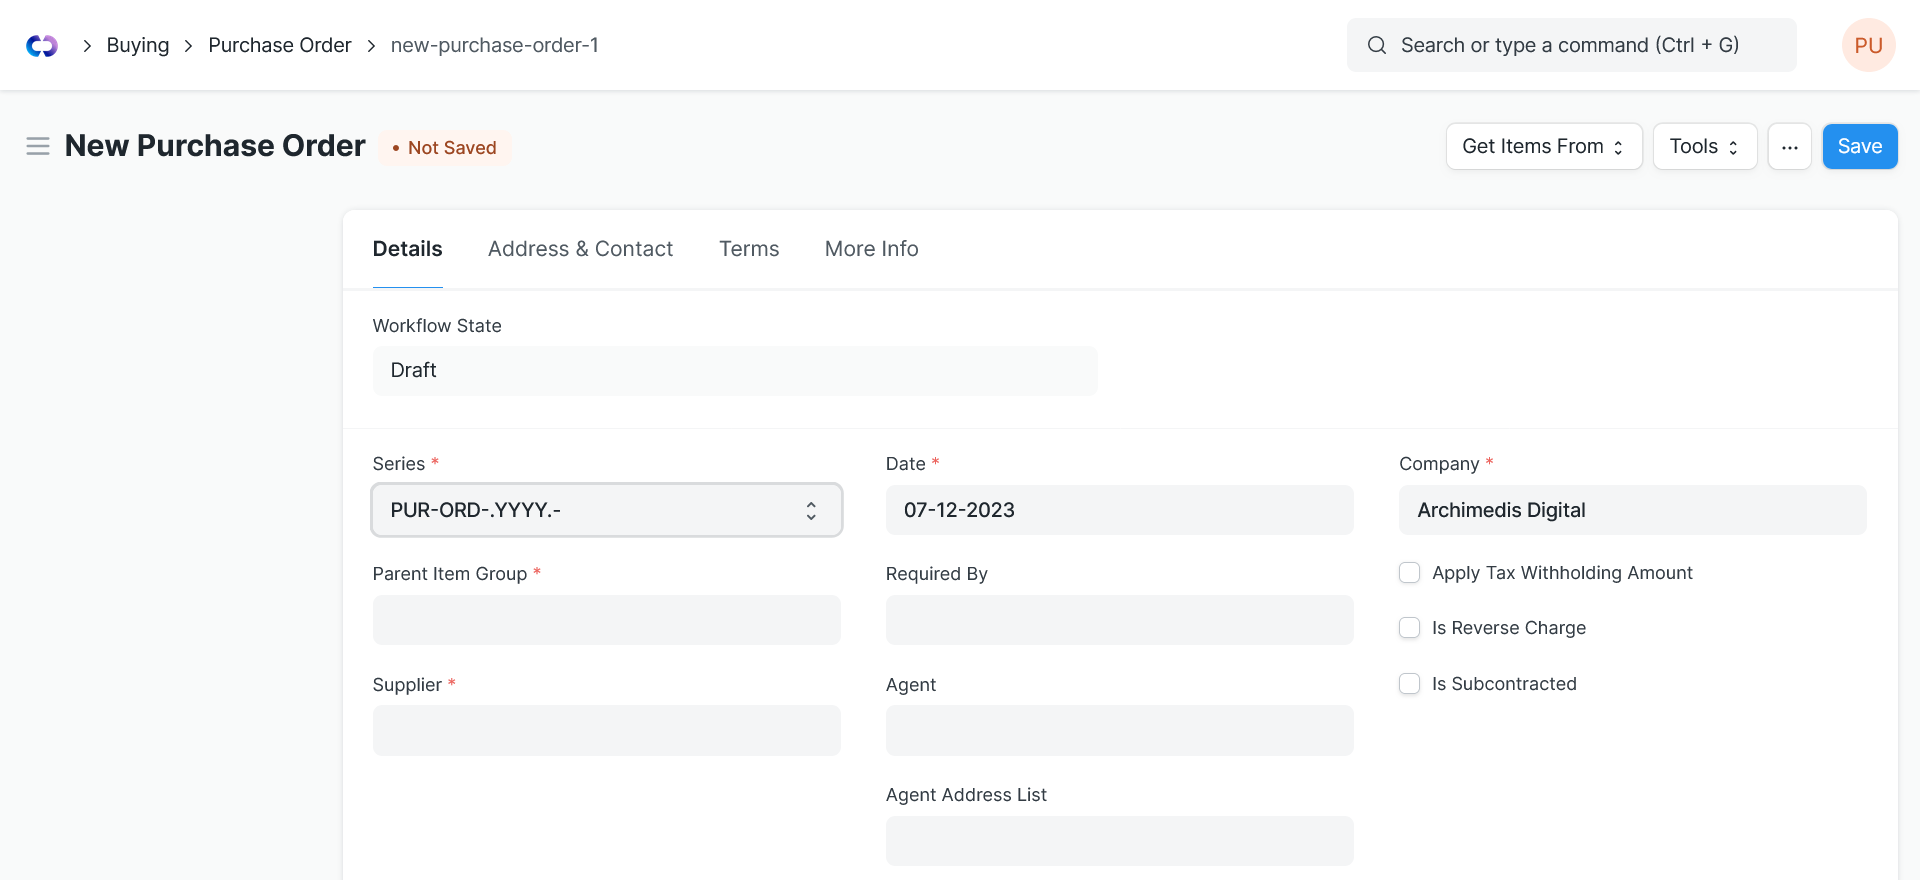 Buying
Purchase Order
new-purchase-order-1
Search or type a command (Ctrl + G)
PU
New Purchase Order
• Not Saved
Get Items From
Tools
...
Save
Details
Address & Contact
Terms
More Info
Workflow State
Draft
Series *
Date *
Company *
PUR-ORD-.YYYY.-
07-12-2023
Archimedis Digital
Parent Item Group *
Required By
Apply Tax Withholding Amount
Is Reverse Charge
Supplier *
Agent
Is Subcontracted
Agent Address List